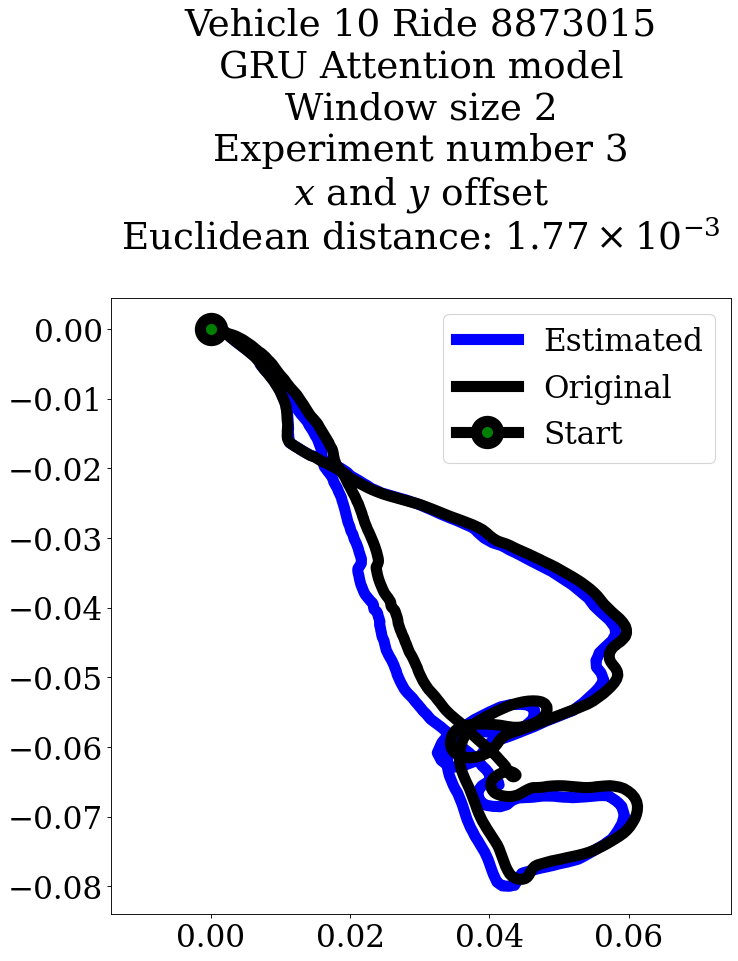 Vehicle 10 Ride 8873015
GRU Attention model
Window size 2
Experiment number 3
x and y offset
Euclidean distance: 1.77 × 10⁻³
Estimated
Original
Start
0.00
−0.01
−0.02
−0.03
−0.04
−0.05
−0.06
−0.07
−0.08
0.00 0.02 0.04 0.06